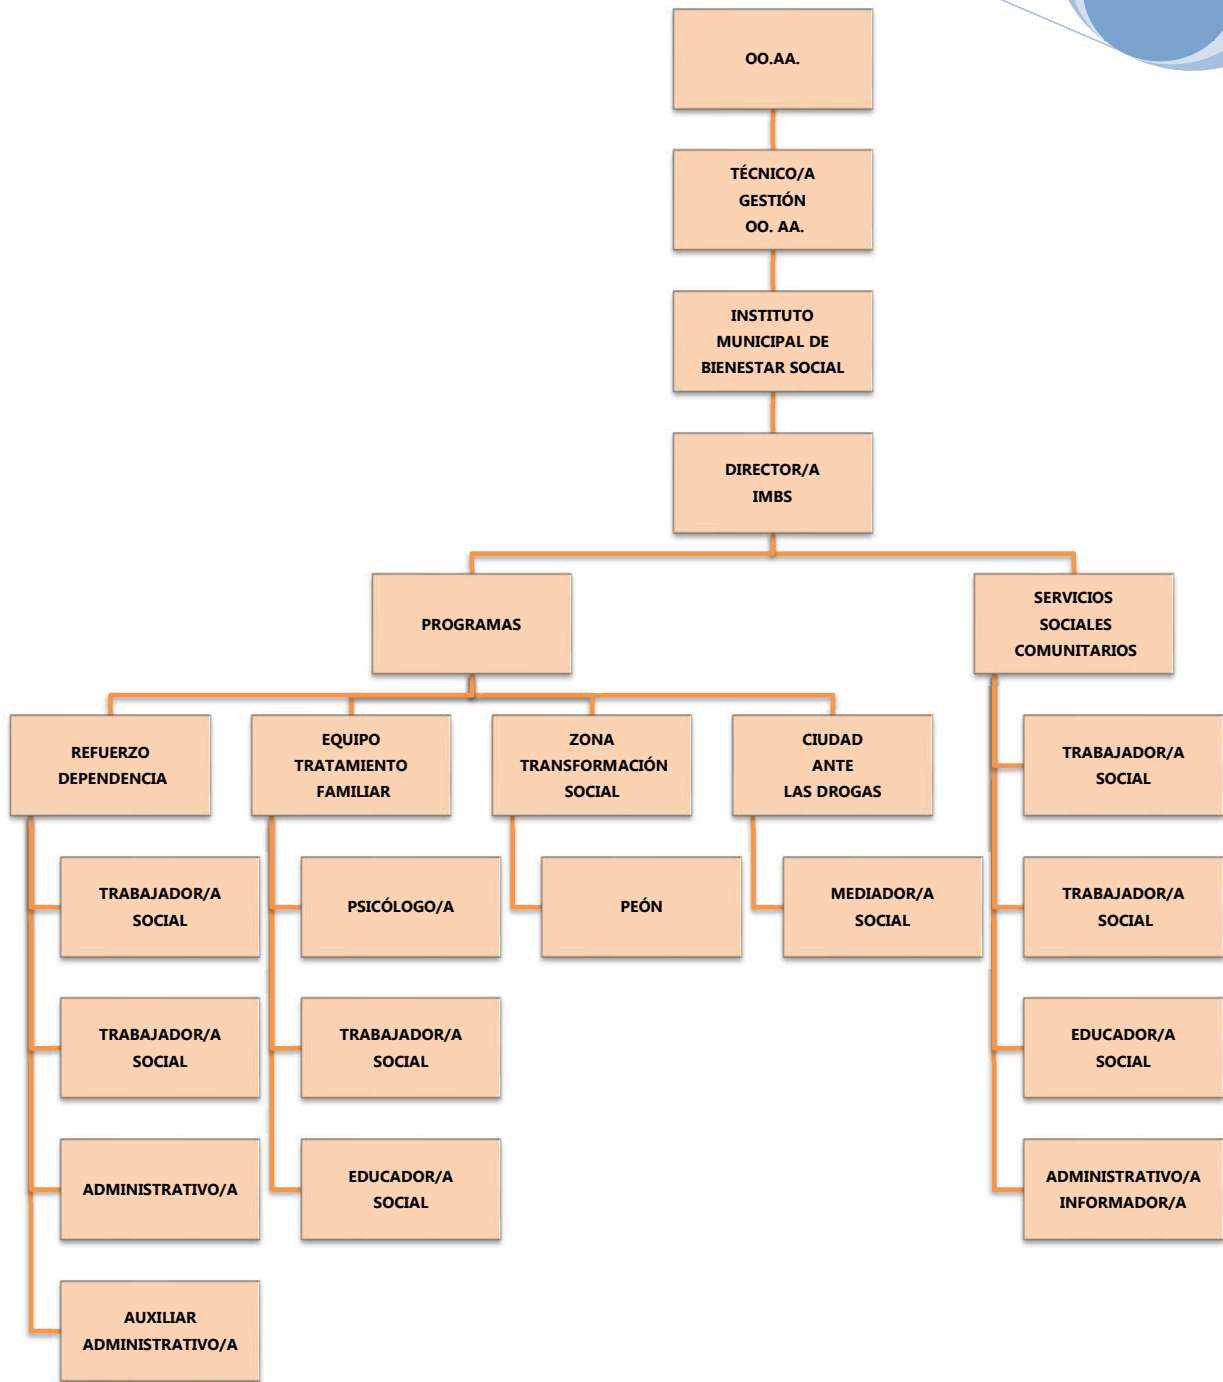 OO.AA.
TÉCNICO/A
GESTIÓN
OO. AA.
INSTITUTO
MUNICIPAL DE
BIENESTAR SOCIAL
DIRECTOR/A
IMBS
PROGRAMAS
SERVICIOS
SOCIALES
COMUNITARIOS
REFUERZO
DEPENDENCIA
EQUIPO
TRATAMIENTO
FAMILIAR
ZONA
TRANSFORMACIÓN
SOCIAL
CIUDAD
ANTE
LAS DROGAS
TRABAJADOR/A
SOCIAL
TRABAJADOR/A
SOCIAL
PSICÓLOGO/A
PEÓN
MEDIADOR/A
SOCIAL
TRABAJADOR/A
SOCIAL
TRABAJADOR/A
SOCIAL
TRABAJADOR/A
SOCIAL
EDUCADOR/A
SOCIAL
ADMINISTRATIVO/A
EDUCADOR/A
SOCIAL
ADMINISTRATIVO/A
INFORMADOR/A
AUXILIAR
ADMINISTRATIVO/A